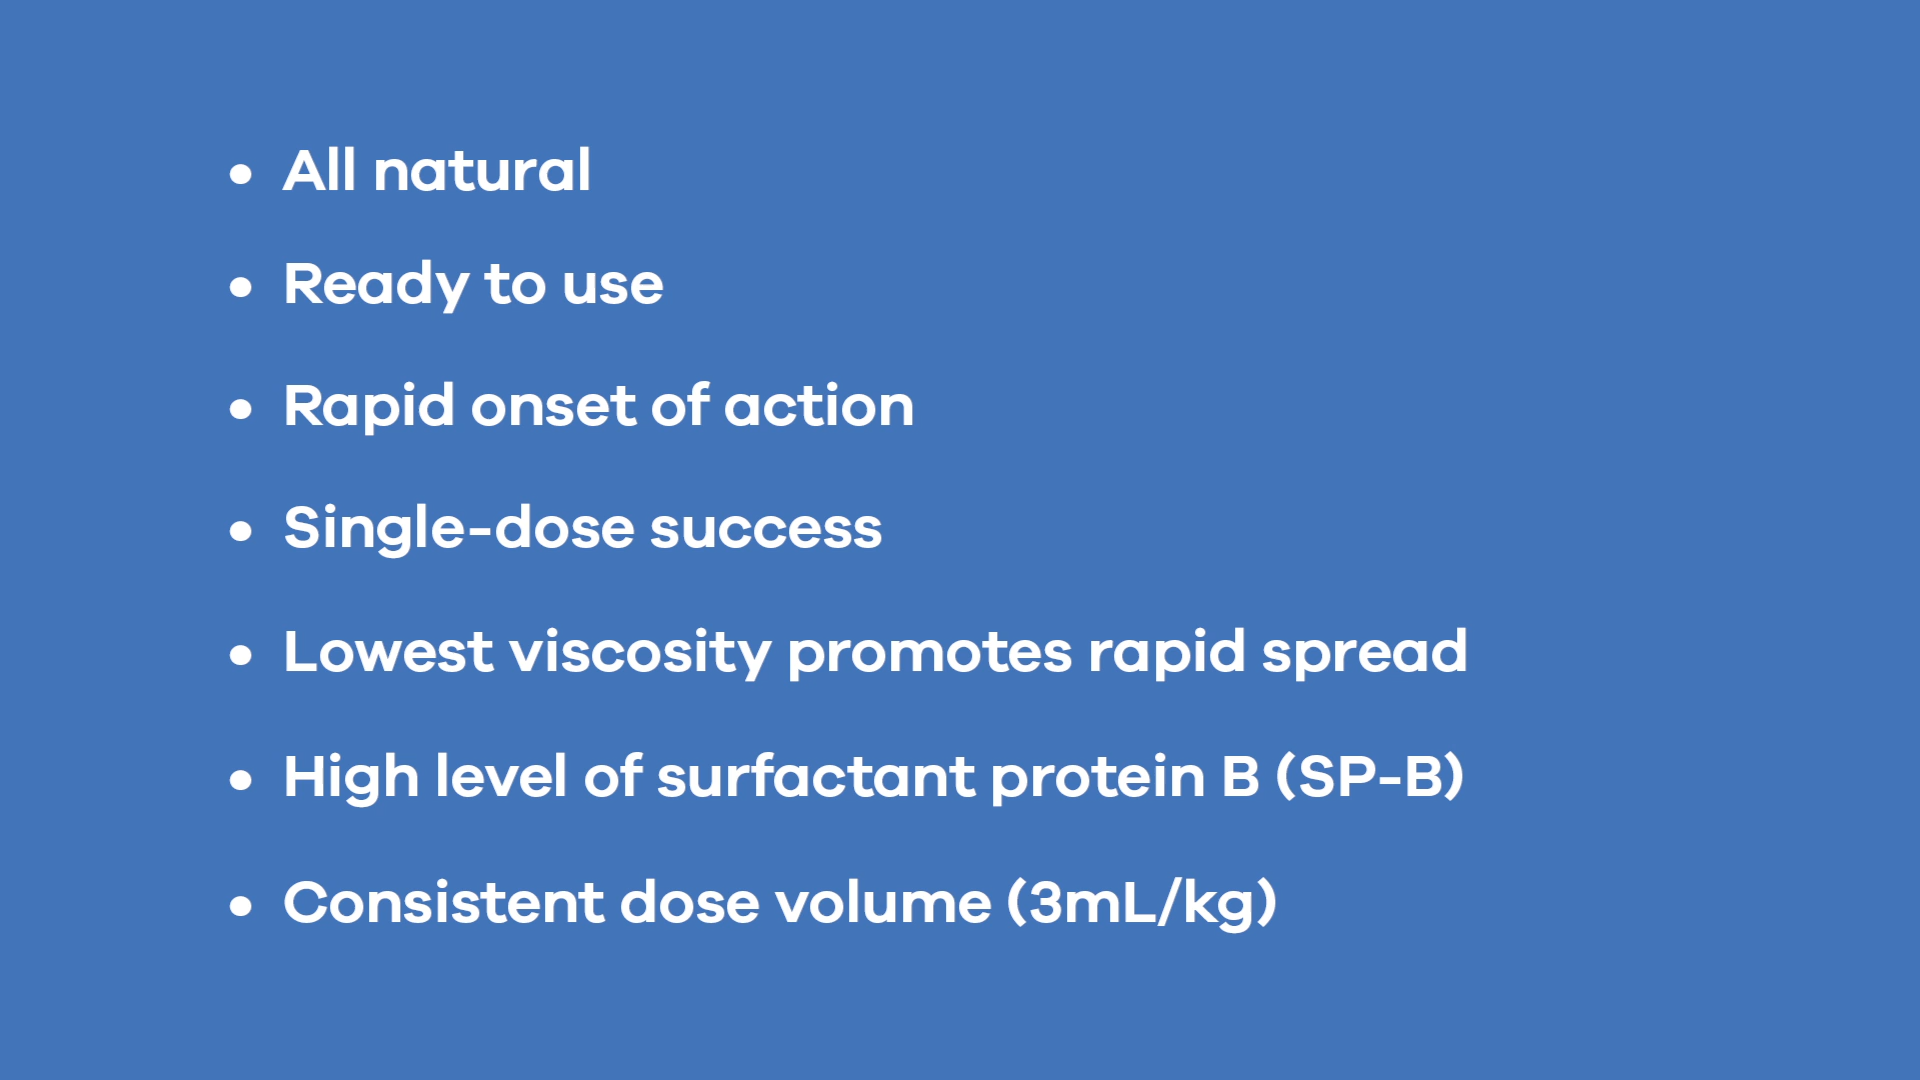 • All natural
• Ready to use
• Rapid onset of action
• Single-dose success
• Lowest viscosity promotes rapid spread
• High level of surfactant protein B (SP-B)
• Consistent dose volume (3mL/kg)